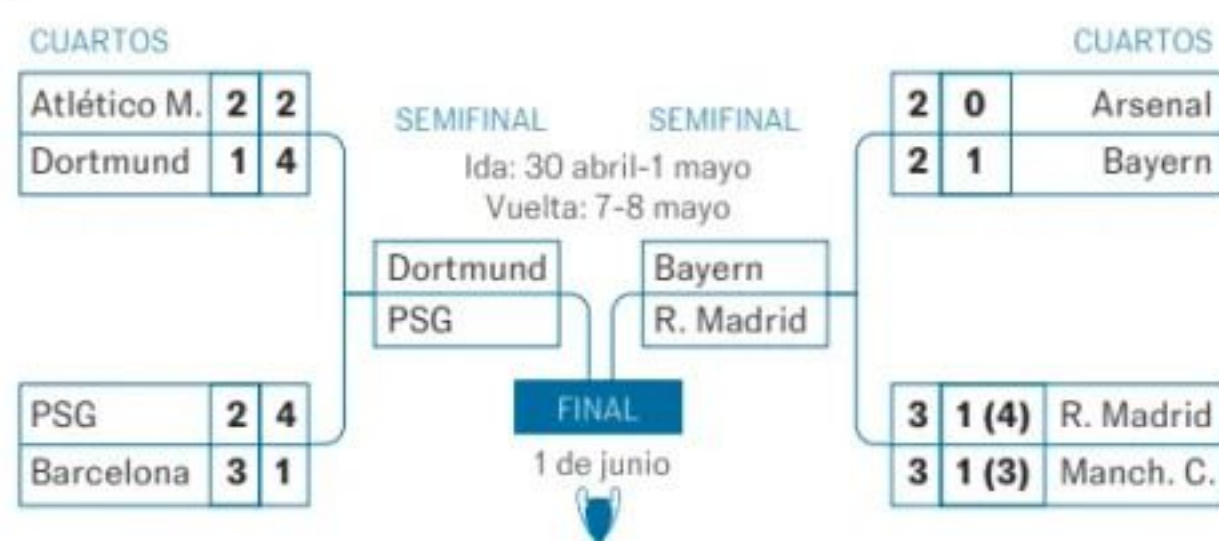 CUARTOS
Atlético M. 2 2
Dortmund 1 4
PSG 2 4
Barcelona 3 1
SEMIFINAL SEMIFINAL
Ida: 30 abril-1 mayo
Vuelta: 7-8 mayo
Dortmund
PSG
Bayern
R. Madrid
FINAL
1 de junio
CUARTOS
2 0 Arsenal
2 1 Bayern
3 1 (4) R. Madrid
3 1 (3) Manch. C.